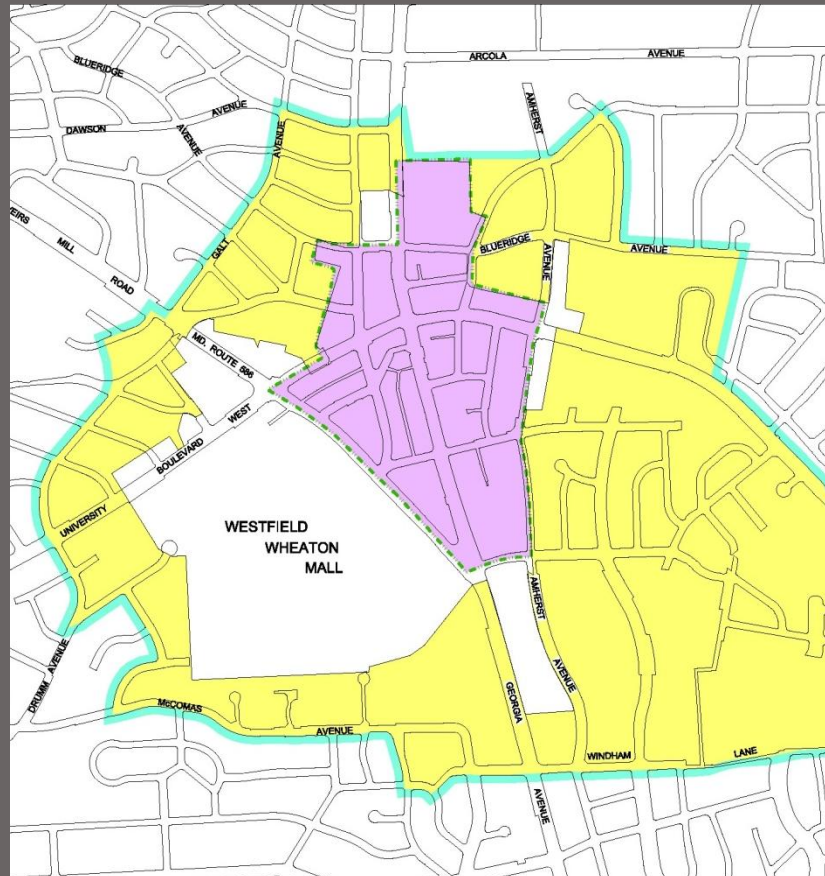 ARCOLA AVENUE
BLUERIDGE
AVENUE
DAWSON AVENUE
AVENUE
GALT
AMHERST
BLUERIDGE
AVENUE
AVENUE
MILL
ROAD
MD. ROUTE 586
UNIVERSITY BOULEVARD WEST
WESTFIELD
WHEATON
MALL
DRUMM AVENUE
McCOMAS
AVENUE
GEORGIA
AVENUE
AMHERST
AVENUE
WINDHAM LANE